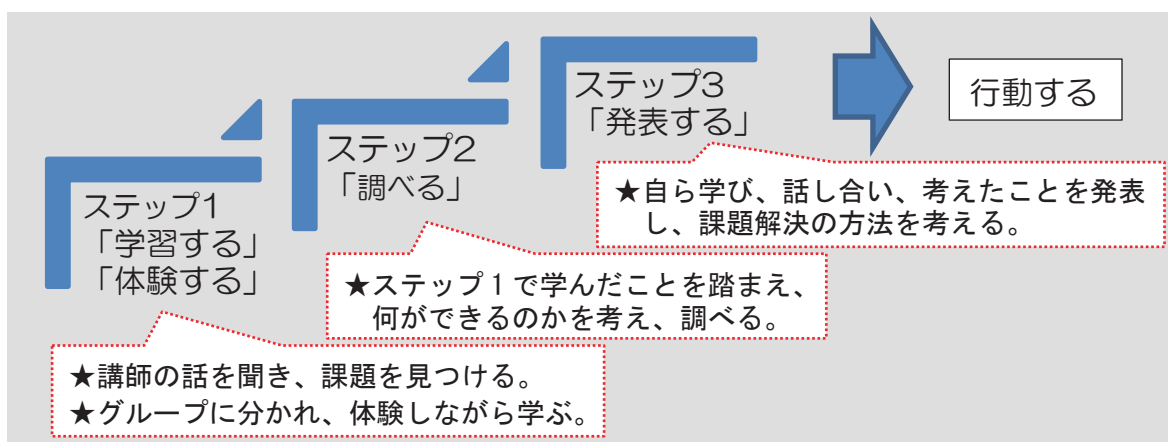 ステップ1
「学習する」
「体験する」
★講師の話を聞き、課題を見つける。
★グループに分かれ、体験しながら学ぶ。
ステップ2
「調べる」
★ステップ１で学んだことを踏まえ、
何ができるのかを考え、調べる。
ステップ3
「発表する」
★自ら学び、話し合い、考えたことを発表
し、課題解決の方法を考える。
行動する